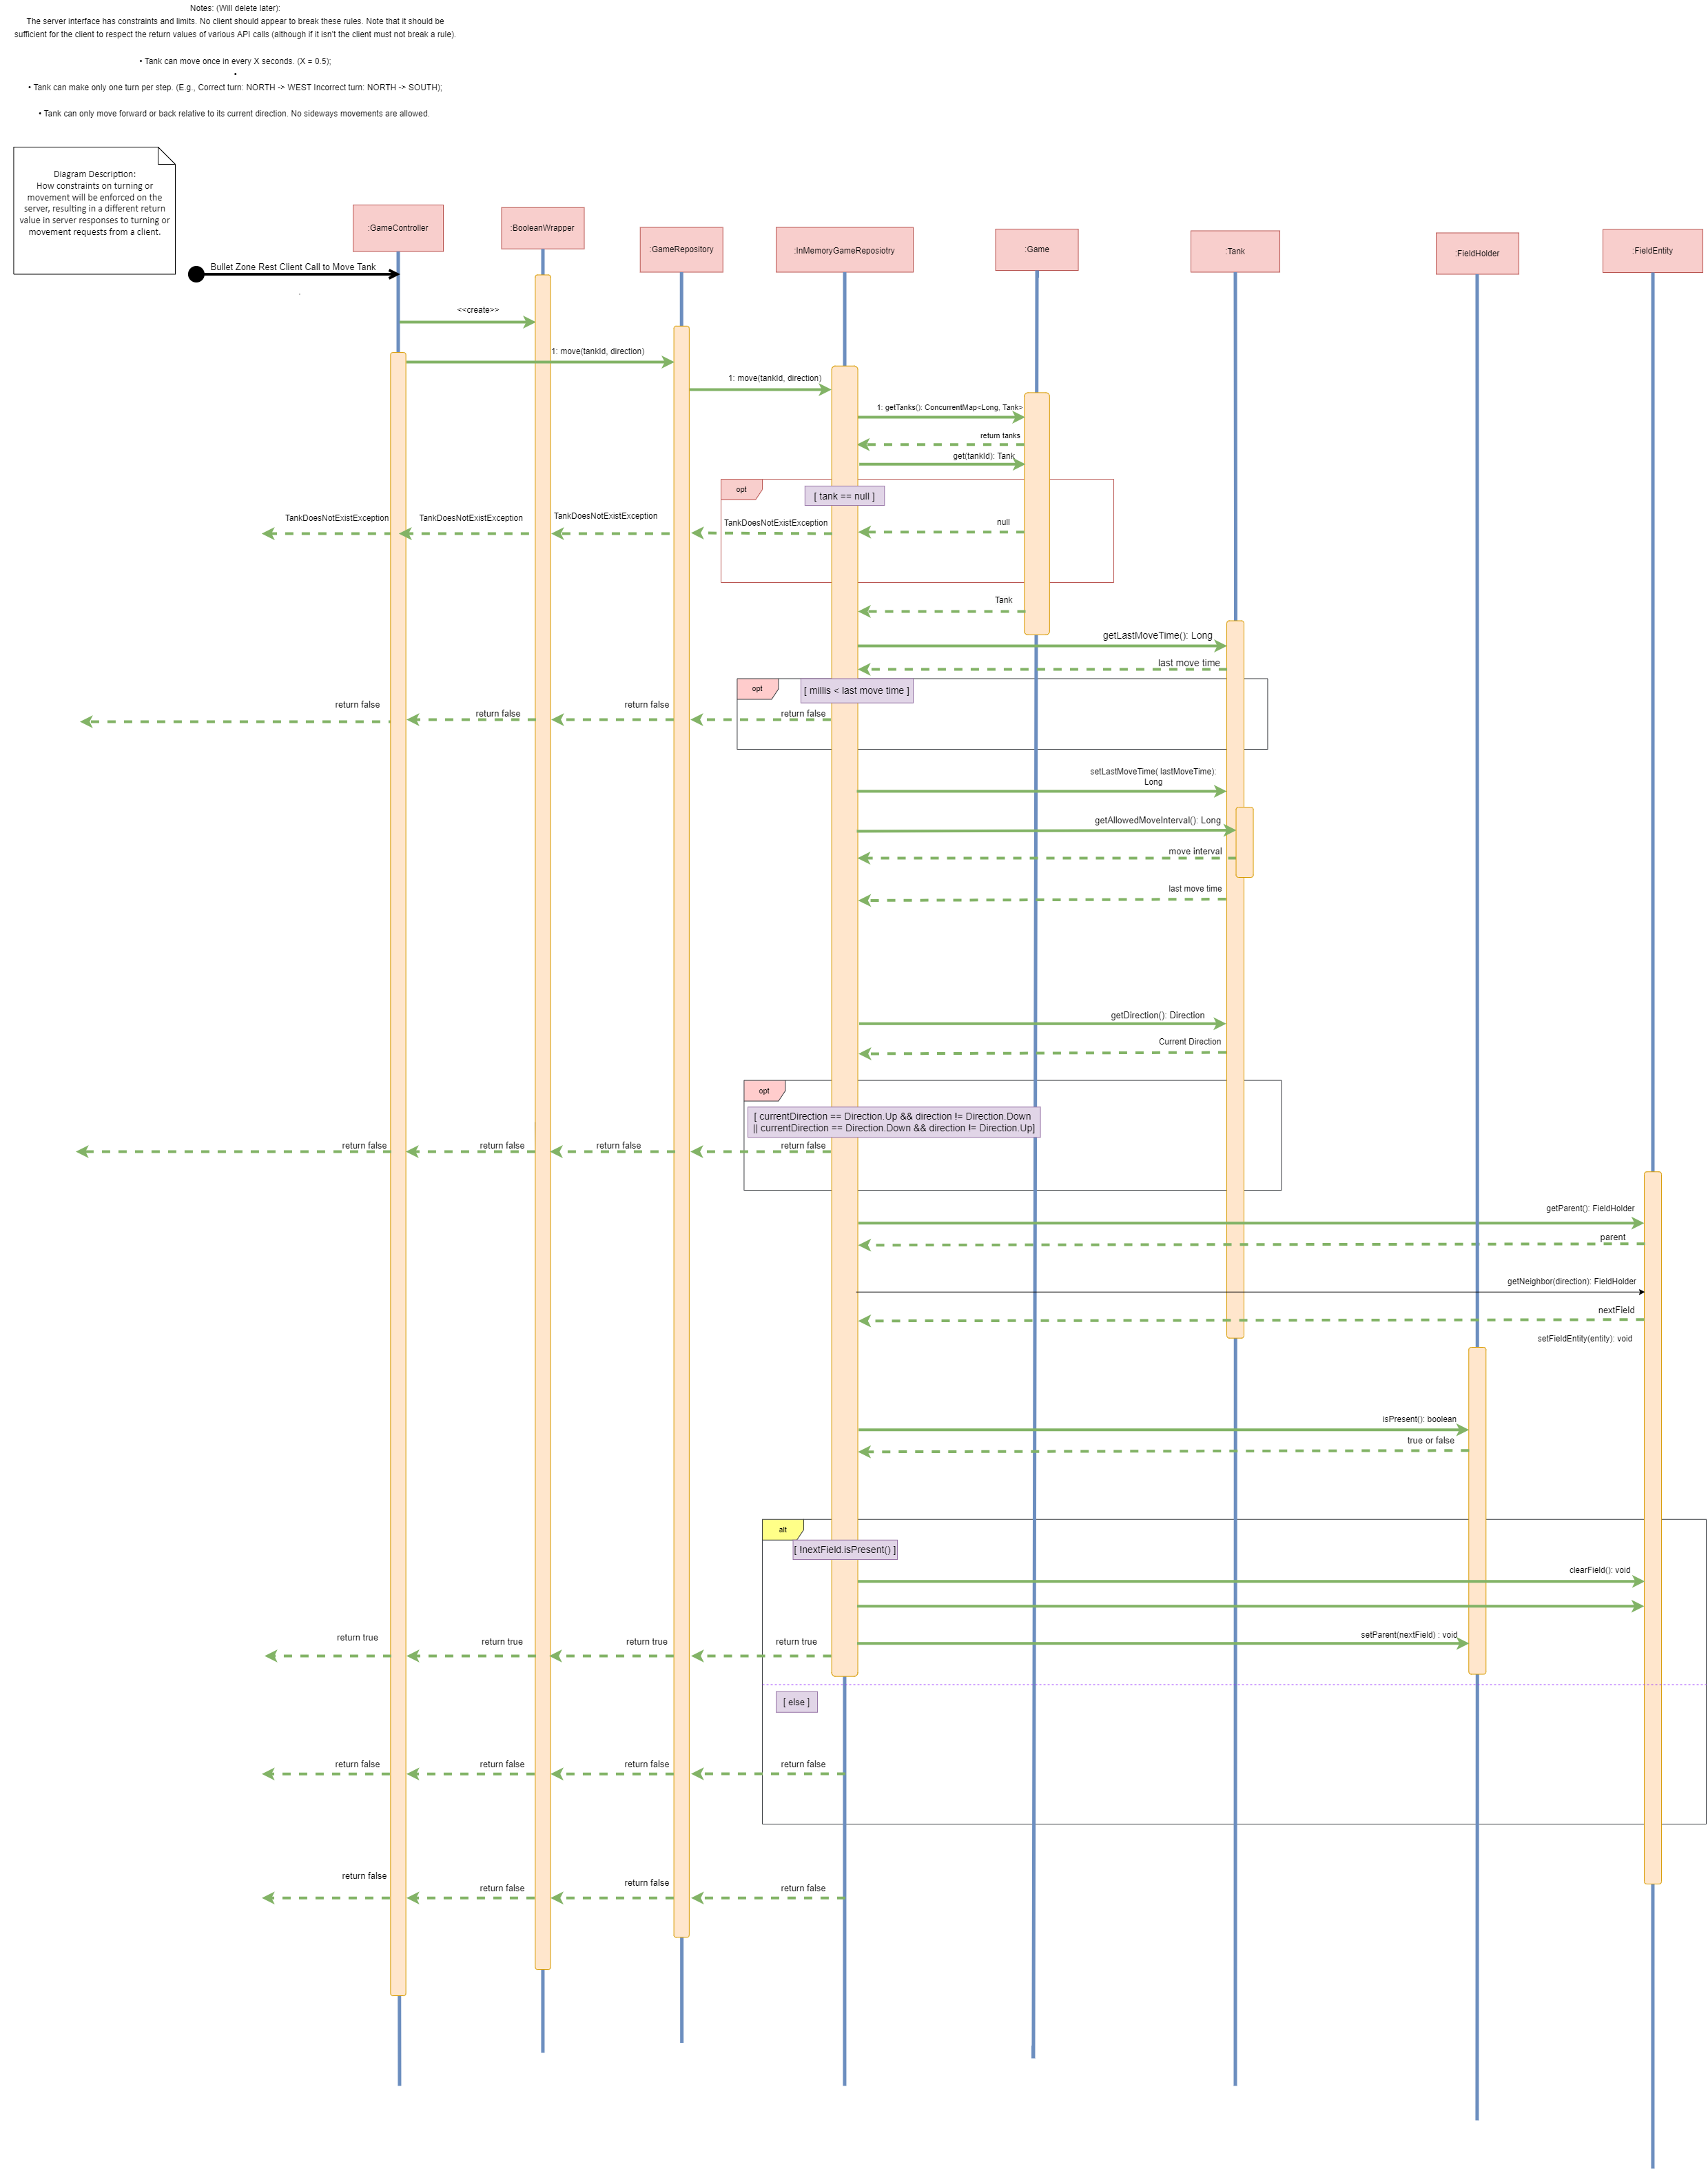 Notes: (Will delete later):
The server interface has constraints and limits. No client should appear to break these rules. Note that it should be
sufficient for the client to respect the return values of various API calls (although if it isn't the client must not break a rule).
• Tank can move once in every X seconds. (X = 0.5);
•
• Tank can make only one turn per step. (E.g., Correct turn: NORTH -> WEST Incorrect turn: NORTH -> SOUTH);
• Tank can only move forward or back relative to its current direction. No sideways movements are allowed.
Diagram Description:
How constraints on turning or
movement will be enforced on the
server, resulting in a different return
value in server responses to turning or
movement requests from a client.
:GameController
:BooleanWrapper
:GameRepository
:InMemoryGameReposiotry
:Game
:Tank
:FieldHolder
:FieldEntity
Bullet Zone Rest Client Call to Move Tank
<<create>>
1: move(tankId, direction)
1: move(tankId, direction)
1: getTanks(): ConcurrentMap<Long, Tank>
return tanks
get(tankId): Tank
opt
[ tank == null ]
TankDoesNotExistException
TankDoesNotExistException
TankDoesNotExistException
TankDoesNotExistException
null
Tank
getLastMoveTime(): Long
last move time
opt
[ millis < last move time ]
return false
return false
return false
return false
setLastMoveTime( lastMoveTime):
Long
getAllowedMoveInterval(): Long
move interval
last move time
getDirection(): Direction
Current Direction
opt
[ currentDirection == Direction.Up && direction != Direction.Down
|| currentDirection == Direction.Down && direction != Direction.Up]
return false
return false
return false
return false
getParent(): FieldHolder
parent
getNeighbor(direction): FieldHolder
nextField
setFieldEntity(entity): void
isPresent(): boolean
true or false
alt
[ !nextField.isPresent() ]
clearField(): void
setParent(nextField) : void
return true
return true
return true
return true
[ else ]
return false
return false
return false
return false
return false
return false
return false
return false